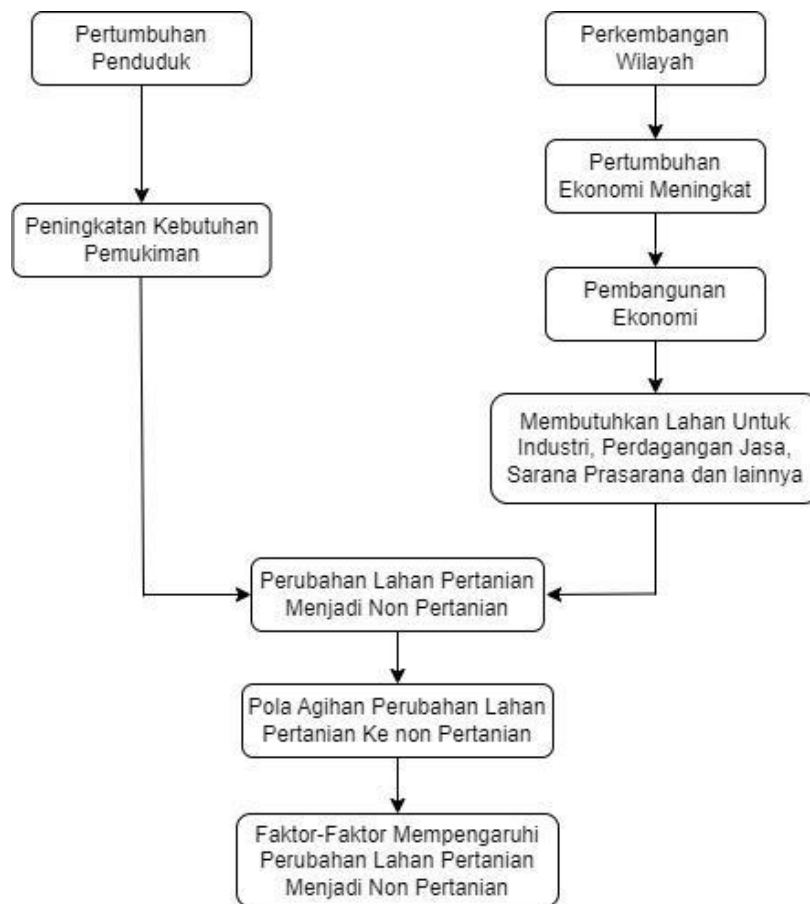 Pertumbuhan
Penduduk
Perkembangan
Wilayah
Pertumbuhan
Ekonomi Meningkat
Peningkatan Kebutuhan
Pemukiman
Pembangunan
Ekonomi
Membutuhkan Lahan Untuk
Industri, Perdagangan Jasa,
Sarana Prasarana dan lainnya
Perubahan Lahan Pertanian
Menjadi Non Pertanian
Pola Agihan Perubahan Lahan
Pertanian Ke non Pertanian
Faktor-Faktor Mempengaruhi
Perubahan Lahan Pertanian
Menjadi Non Pertanian